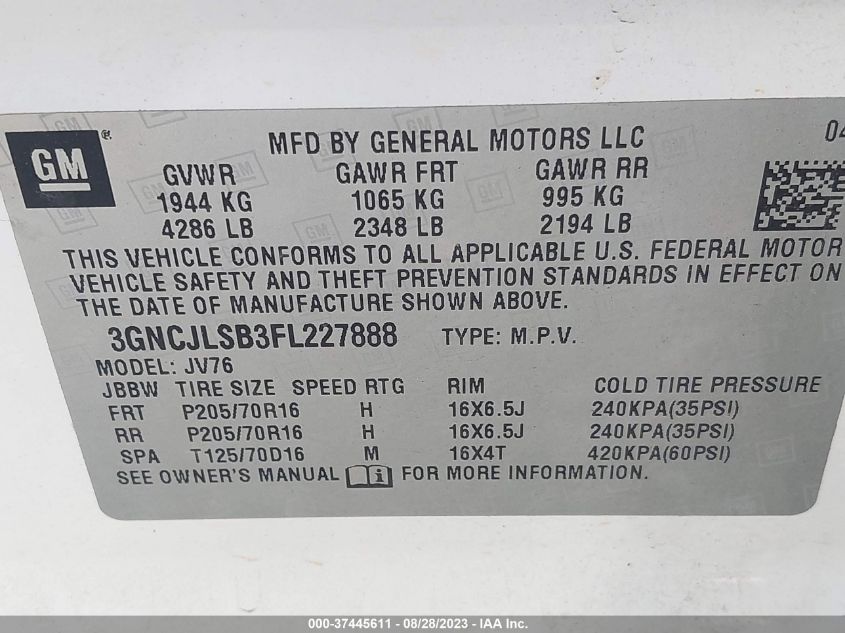 GM
MFD BY GENERAL MOTORS LLC 04
GVWR GAWR FRT GAWR RR
1944 KG 1065 KG 995 KG
4286 LB 2348 LB 2194 LB
THIS VEHICLE CONFORMS TO ALL APPLICABLE U.S. FEDERAL MOTOR
VEHICLE SAFETY AND THEFT PREVENTION STANDARDS IN EFFECT ON
THE DATE OF MANUFACTURE SHOWN ABOVE.
3GNCJLSB3FL227888 TYPE: M.P.V.
MODEL: JV76
JBBW TIRE SIZE SPEED RTG RIM COLD TIRE PRESSURE
FRT P205/70R16 H 16X6.5J 240KPA(35PSI)
RR P205/70R16 H 16X6.5J 240KPA(35PSI)
SPA T125/70D16 M 16X4T 420KPA(60PSI)
SEE OWNER'S MANUAL i FOR MORE INFORMATION.
000-37445611 - 08/28/2023 - IAA Inc.